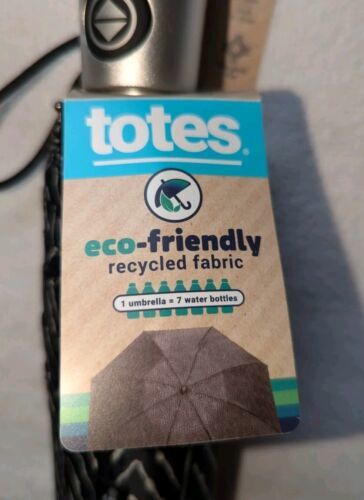 totes®
eco-friendly
recycled fabric
1 umbrella = 7 water bottles